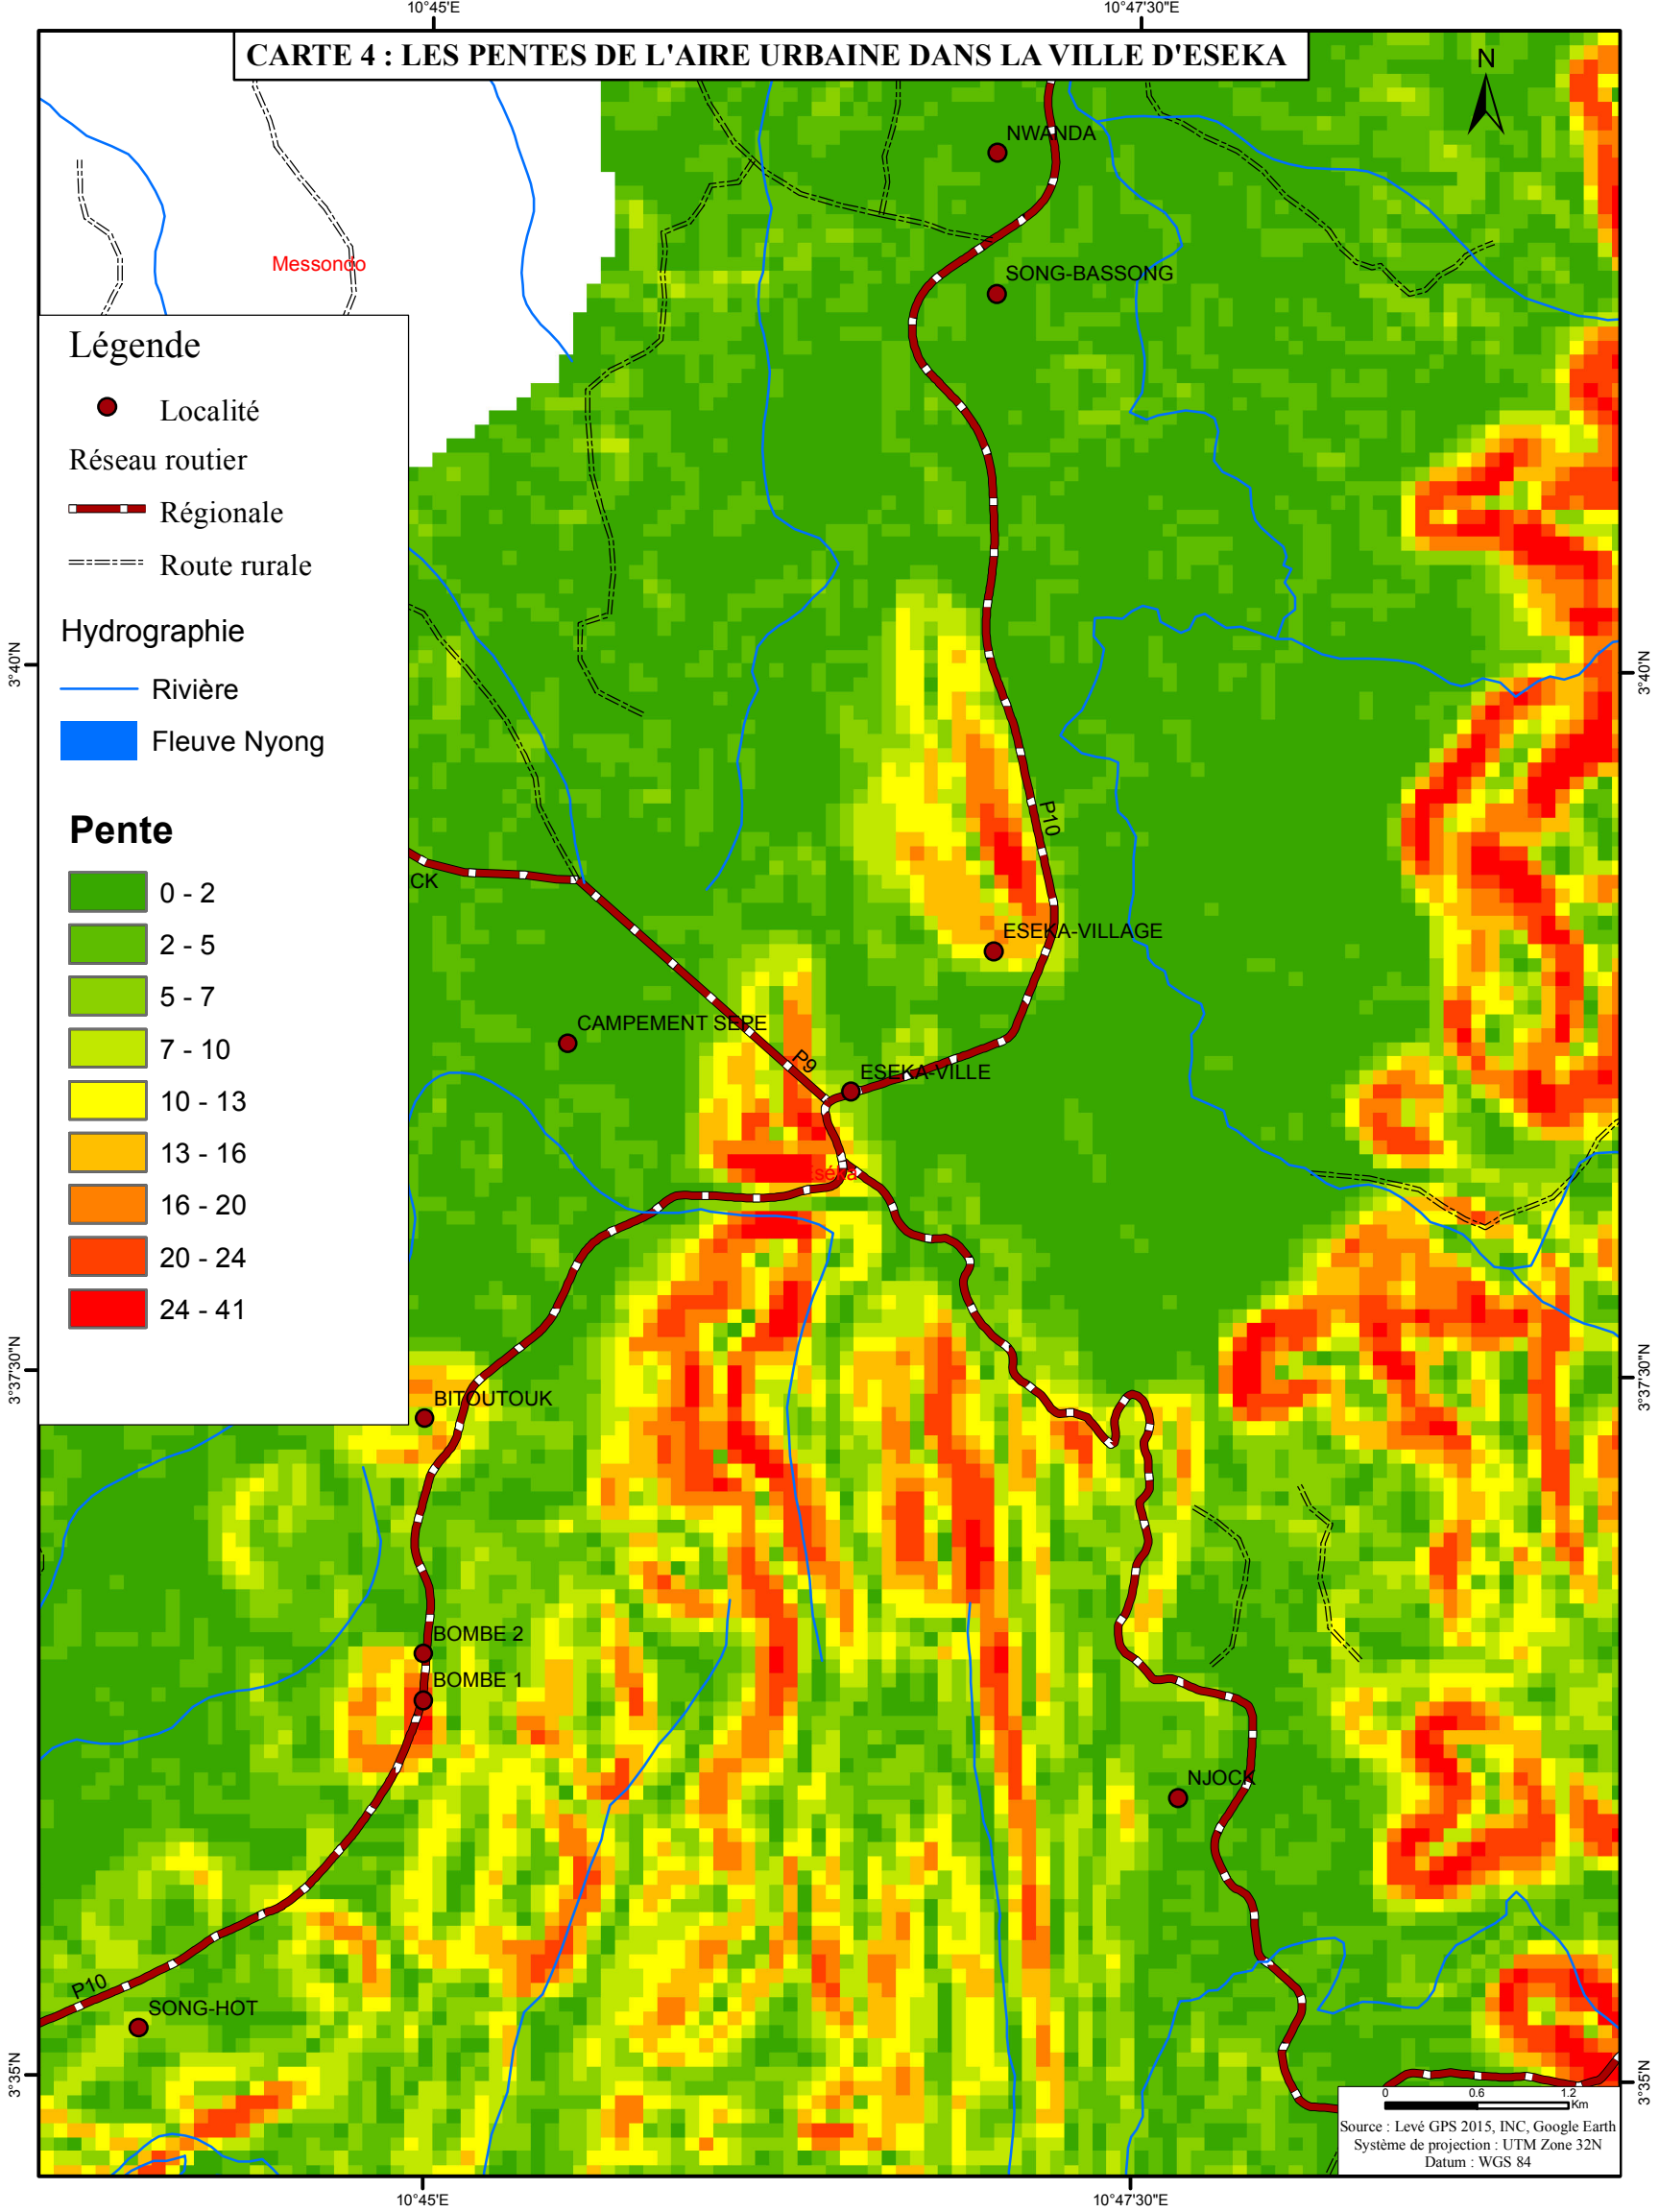 10°45'E
10°47'30"E
CARTE 4 : LES PENTES DE L'AIRE URBAINE DANS LA VILLE D'ESEKA
N
NWANDA
Messondo
SONG-BASSONG
Légende
Localité
Réseau routier
Régionale
Route rurale
Hydrographie
Rivière
Fleuve Nyong
3°40'N
3°40'N
Pente
0 - 2
2 - 5
5 - 7
7 - 10
10 - 13
13 - 16
16 - 20
20 - 24
24 - 41
P10
CK
ESEKA-VILLAGE
CAMPEMENT SEPE
P9
ESEKA-VILLE
Eséka
3°37'30"N
3°37'30"N
BITOUTOUK
BOMBE 2
BOMBE 1
NJOCK
P10
SONG-HOT
3°35'N
3°35'N
0 0.6 1.2
Km
Source : Levé GPS 2015, INC, Google Earth
Système de projection : UTM Zone 32N
Datum : WGS 84
10°45'E
10°47'30"E